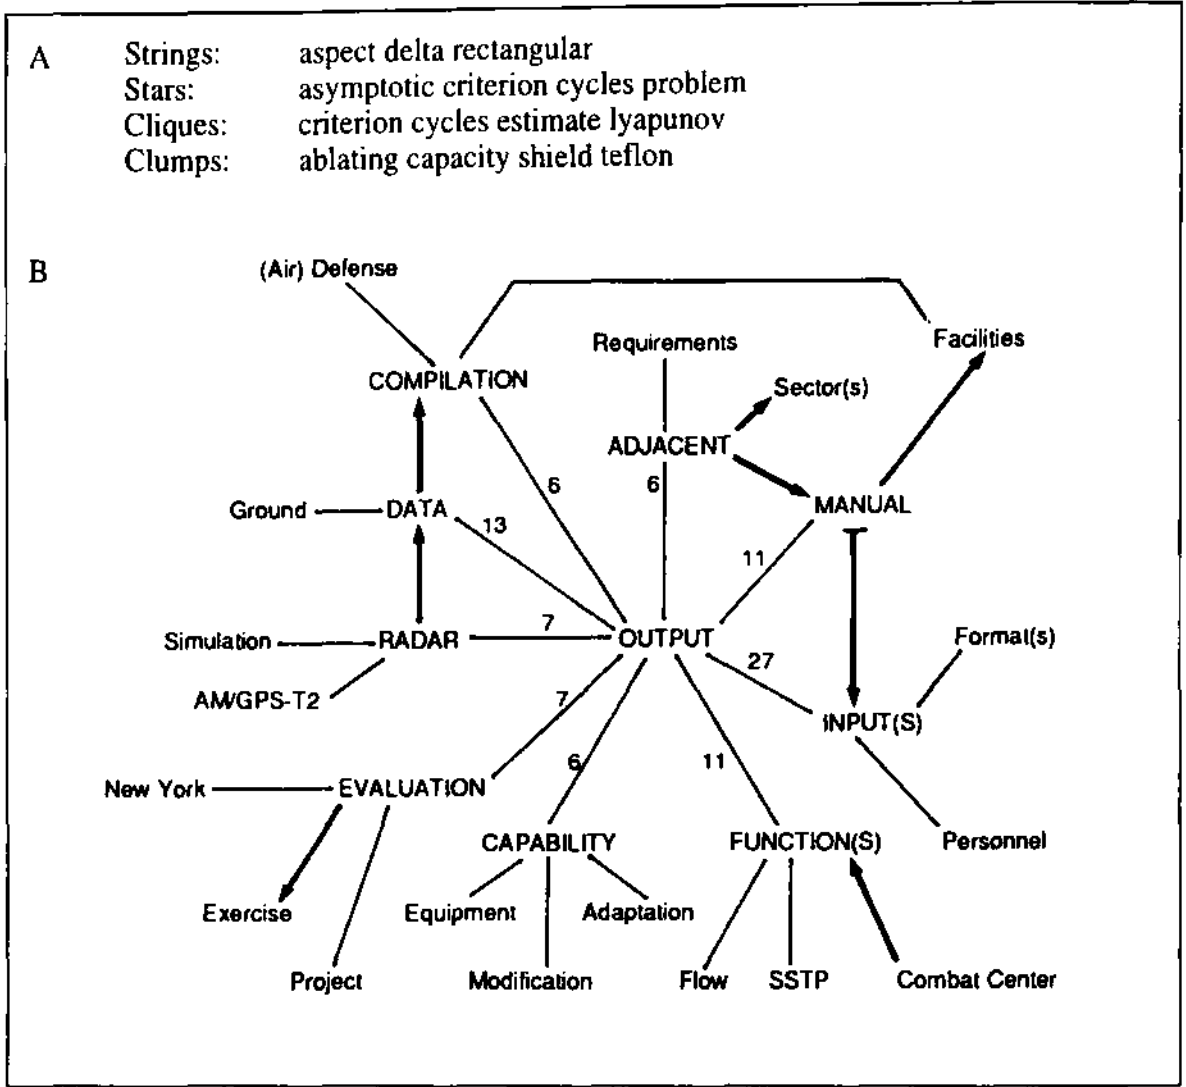 A
Strings: aspect delta rectangular
Stars: asymptotic criterion cycles problem
Cliques: criterion cycles estimate lyapunov
Clumps: ablating capacity shield teflon
B
(Air) Defense
Requirements
Facilities
COMPILATION
Sector(s)
ADJACENT
6
6
Ground
DATA
13
MANUAL
11
Simulation
RADAR
7
OUTPUT
27
Format(s)
AM/GPS-T2
7
INPUT(S)
6
11
New York
EVALUATION
CAPABILITY
FUNCTION(S)
Personnel
Exercise
Equipment
Adaptation
Project
Modification
Flow
SSTP
Combat Center